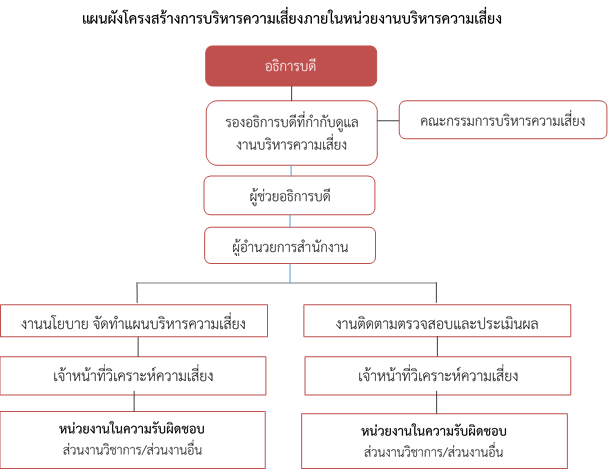 แผนผังโครงสร้างการบริหารความเสี่ยงภายในหน่วยงานบริหารความเสี่ยง
อธิการบดี
รองอธิการบดีที่กำกับดูแล
งานบริหารความเสี่ยง
คณะกรรมการบริหารความเสี่ยง
ผู้ช่วยอธิการบดี
ผู้อำนวยการสำนักงาน
งานนโยบาย จัดทำแผนบริหารความเสี่ยง
งานติดตามตรวจสอบและประเมินผล
เจ้าหน้าที่วิเคราะห์ความเสี่ยง
เจ้าหน้าที่วิเคราะห์ความเสี่ยง
หน่วยงานในความรับผิดชอบ
ส่วนงานวิชาการ/ส่วนงานอื่น
หน่วยงานในความรับผิดชอบ
ส่วนงานวิชาการ/ส่วนงานอื่น